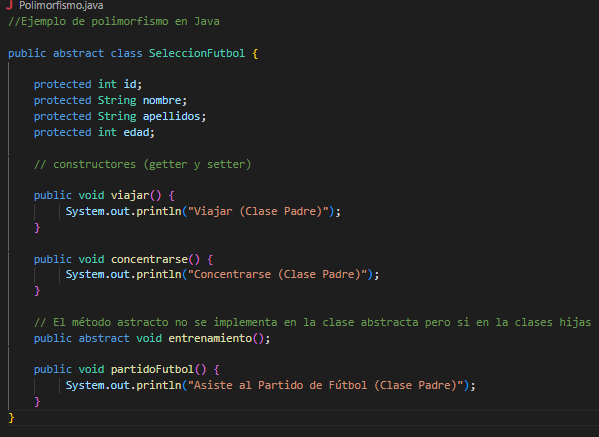 J Polimorfismo.java
//Ejemplo de polimorfismo en Java
public abstract class SeleccionFutbol {
protected int id;
protected String nombre;
protected String apellidos;
protected int edad;
// constructores (getter y setter)
public void viajar() {
System.out.println("Viajar (Clase Padre)");
}
public void concentrarse() {
System.out.println("Concentrarse (Clase Padre)");
}
// El método astracto no se implementa en la clase abstracta pero si en la clases hijas
public abstract void entrenamiento();
public void partidoFutbol() {
System.out.println("Asiste al Partido de Fútbol (Clase Padre)");
}
}